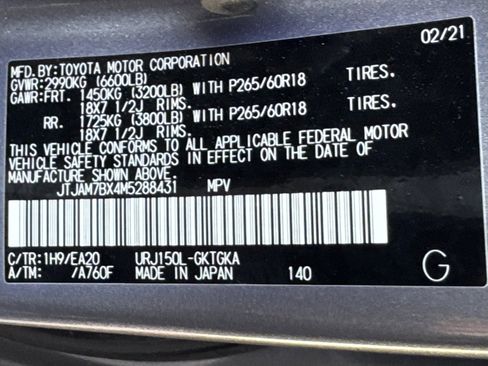 MFD.BY:TOYOTA MOTOR CORPORATION 02/21
GVWR:2990KG (6600LB)
GAWR:FRT. 1450KG (3200LB) WITH P265/60R18 TIRES.
18X7 1/2J RIMS.
RR. 1725KG (3800LB) WITH P265/60R18 TIRES.
18X7 1/2J RIMS.
THIS VEHICLE CONFORMS TO ALL APPLICABLE FEDERAL MOTOR
VEHICLE SAFETY STANDARDS IN EFFECT ON THE DATE OF
MANUFACTURE SHOWN ABOVE.
JTJAM7BX4M5288431 MPV
C/TR:1H9/EA20 URJ150L-GKTGKA
A/TM: /A760F MADE IN JAPAN 140 G